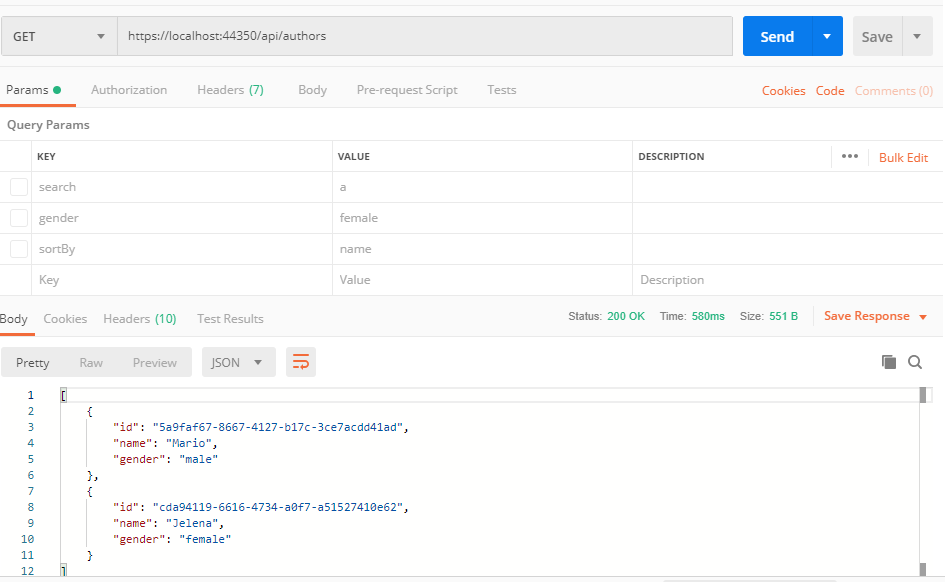 GET https://localhost:44350/api/authors Send Save
Params Authorization Headers (7) Body Pre-request Script Tests Cookies Code Comments (0)
Query Params
KEY VALUE DESCRIPTION ••• Bulk Edit
search a
gender female
sortBy name
Key Value Description
Body Cookies Headers (10) Test Results Status: 200 OK Time: 580ms Size: 551 B Save Response
Pretty Raw Preview JSON
1 [
2 {
3 "id": "5a9faf67-8667-4127-b17c-3ce7acdd41ad",
4 "name": "Mario",
5 "gender": "male"
6 },
7 {
8 "id": "cda94119-6616-4734-a0f7-a51527410e62",
9 "name": "Jelena",
10 "gender": "female"
11 }
12 ]